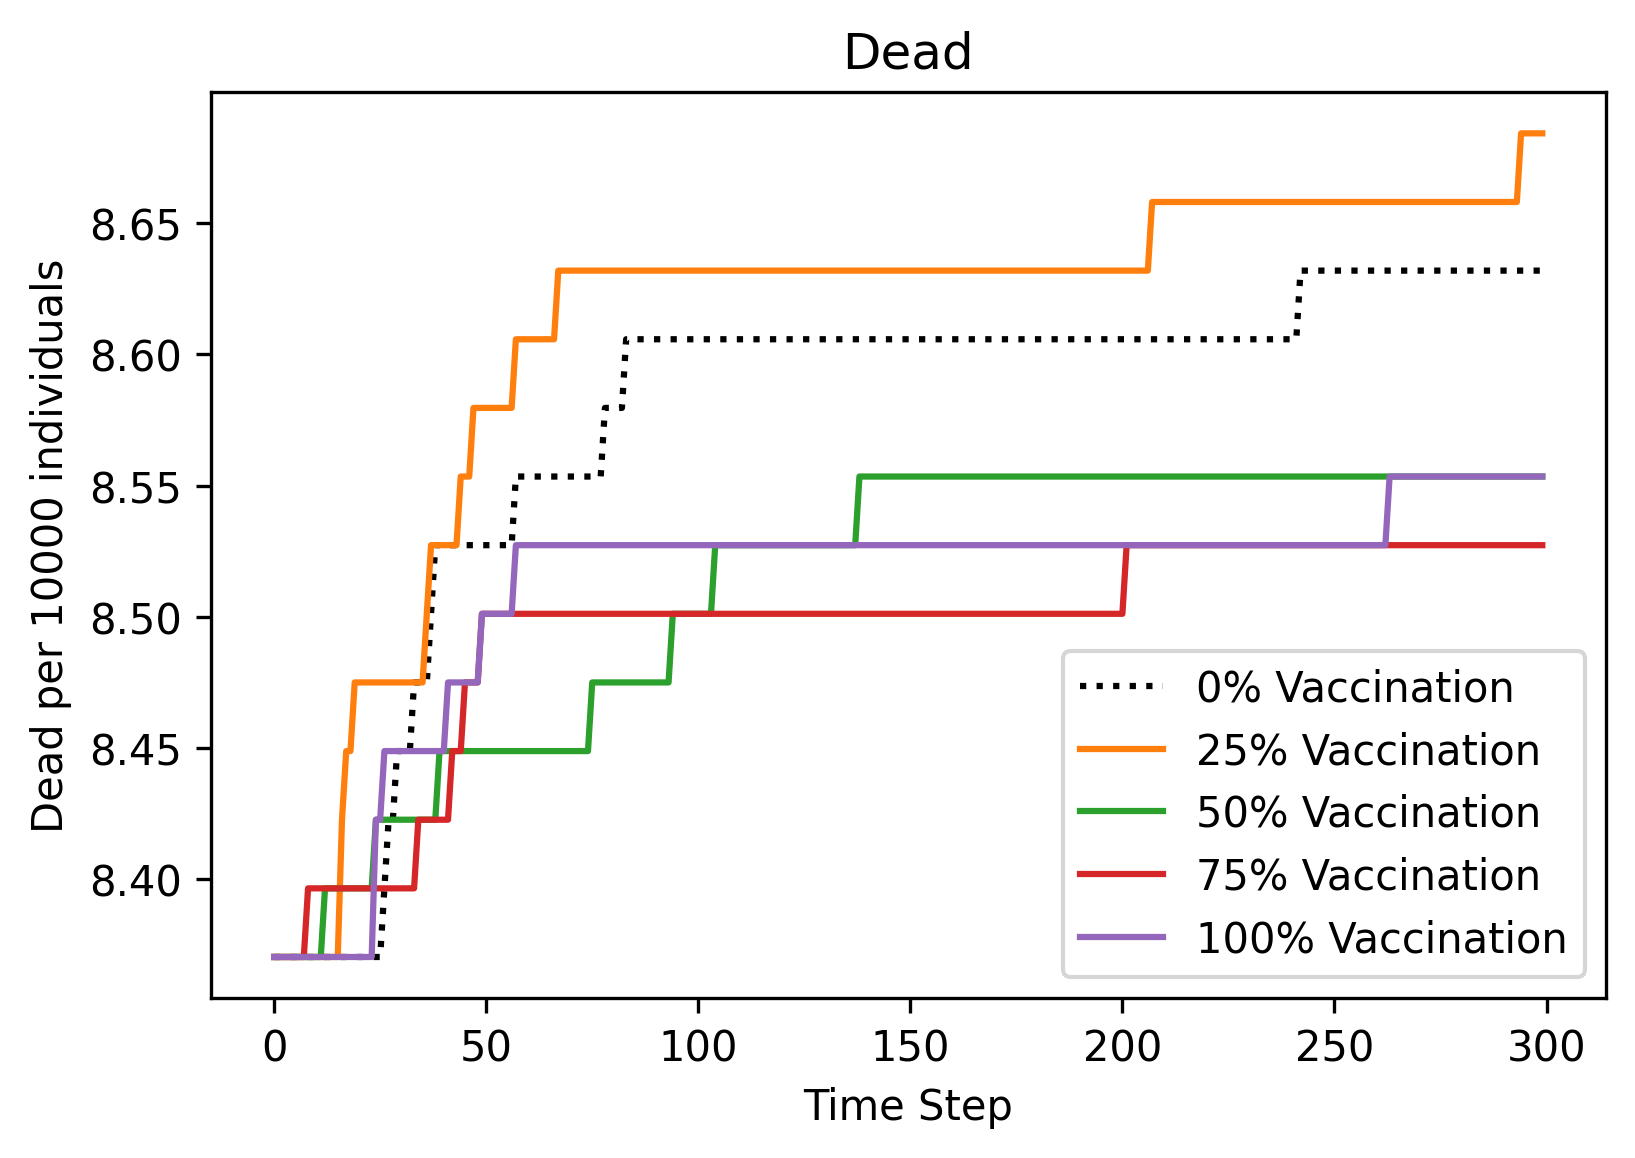 Dead
Dead per 10000 individuals
8.65
8.60
8.55
8.50
8.45
8.40
0% Vaccination
25% Vaccination
50% Vaccination
75% Vaccination
100% Vaccination
0 50 100 150 200 250 300
Time Step